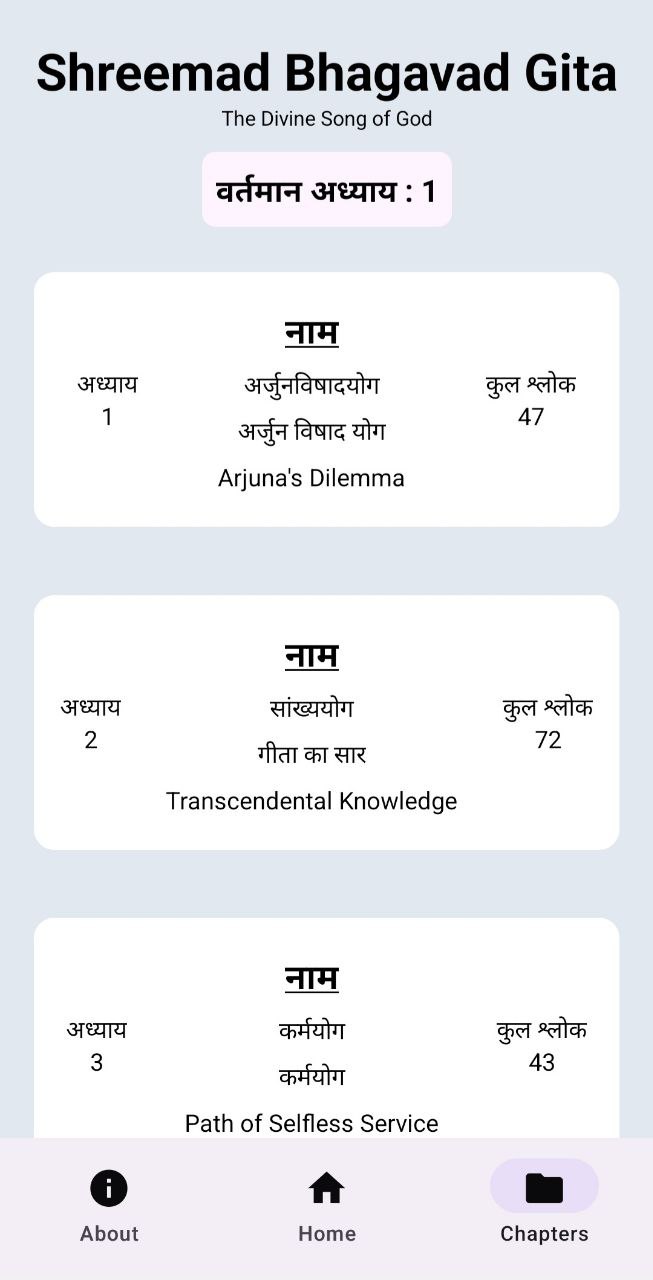 Shreemad Bhagavad Gita
The Divine Song of God
वर्तमान अध्याय : 1
नाम
अध्याय
1
अर्जुनविषादयोग
अर्जुन विषाद योग
Arjuna's Dilemma
कुल श्लोक
47
नाम
अध्याय
2
सांख्ययोग
गीता का सार
Transcendental Knowledge
कुल श्लोक
72
नाम
अध्याय
3
कर्मयोग
कर्मयोग
Path of Selfless Service
कुल श्लोक
43
About
Home
Chapters